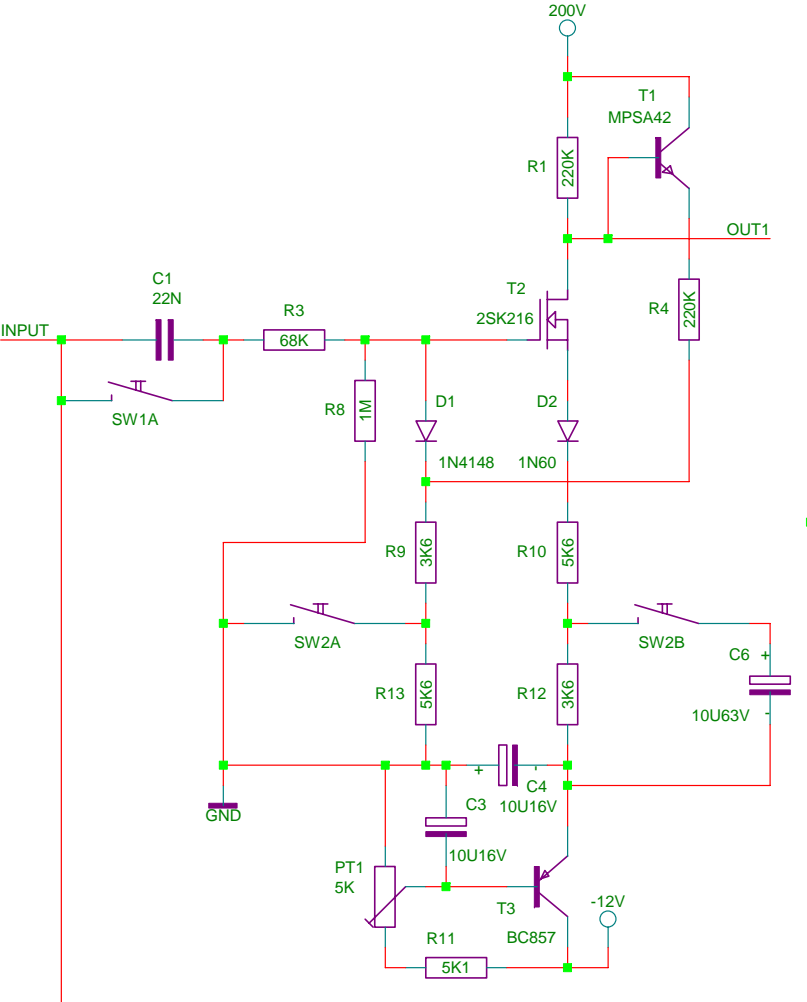 200V
T1
MPSA42
R1
220K
OUT1
C1
22N
T2
R3
2SK216
R4
220K
INPUT
68K
SW1A
R8
1M
D1
D2
1N4148
1N60
R9
3K6
R10
5K6
SW2A
SW2B
C6
+
R13
5K6
R12
3K6
10U63V
-
+
-
C4
GND
C3
10U16V
10U16V
PT1
5K
T3
-12V
R11
BC857
5K1